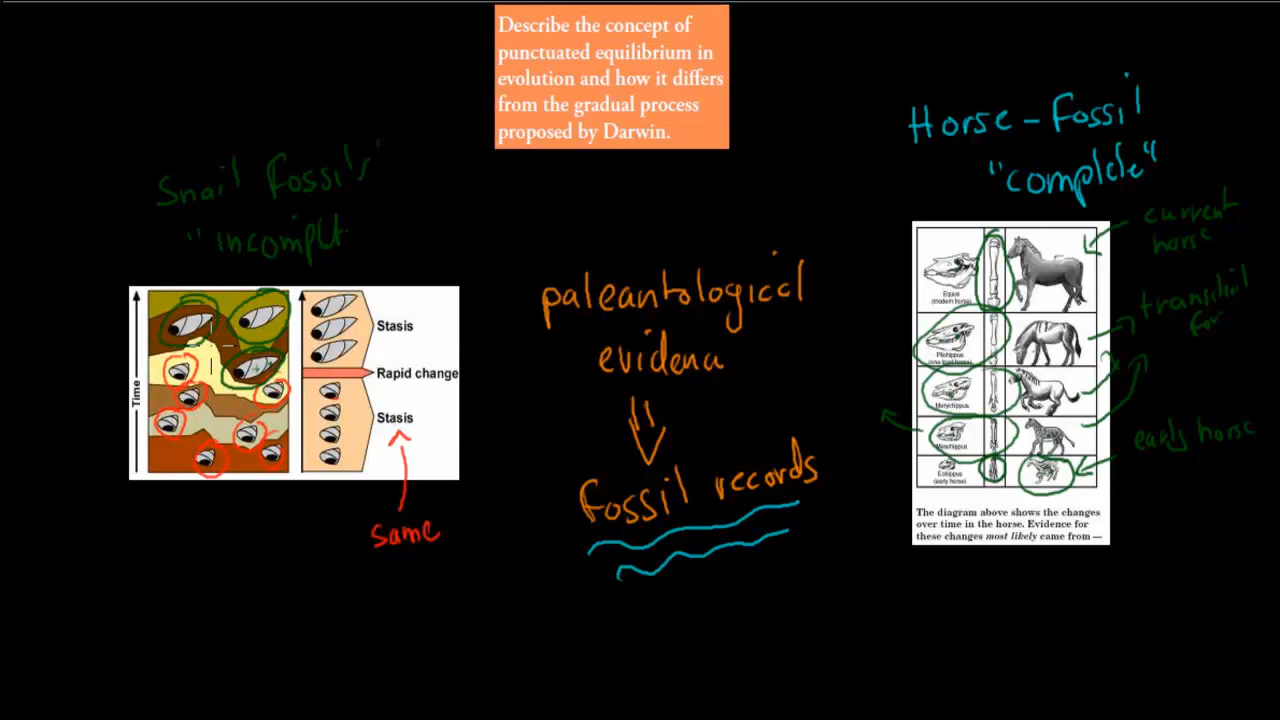 Describe the concept of
punctuated equilibrium in
evolution and how it differs
from the gradual process
proposed by Darwin.
Snail Fossils
"incomplt
Time
Stasis
Rapid change
Stasis
same
paleantological
evidena
Fossil records
Horse - Fossil
"complete"
current
horse
early horse
Equus
(modern horse)
Pliohippus
Merychippus
Mesohippus
Eohippus
(early horse)
The diagram above shows the changes
over time in the horse. Evidence for
these changes most likely came from —